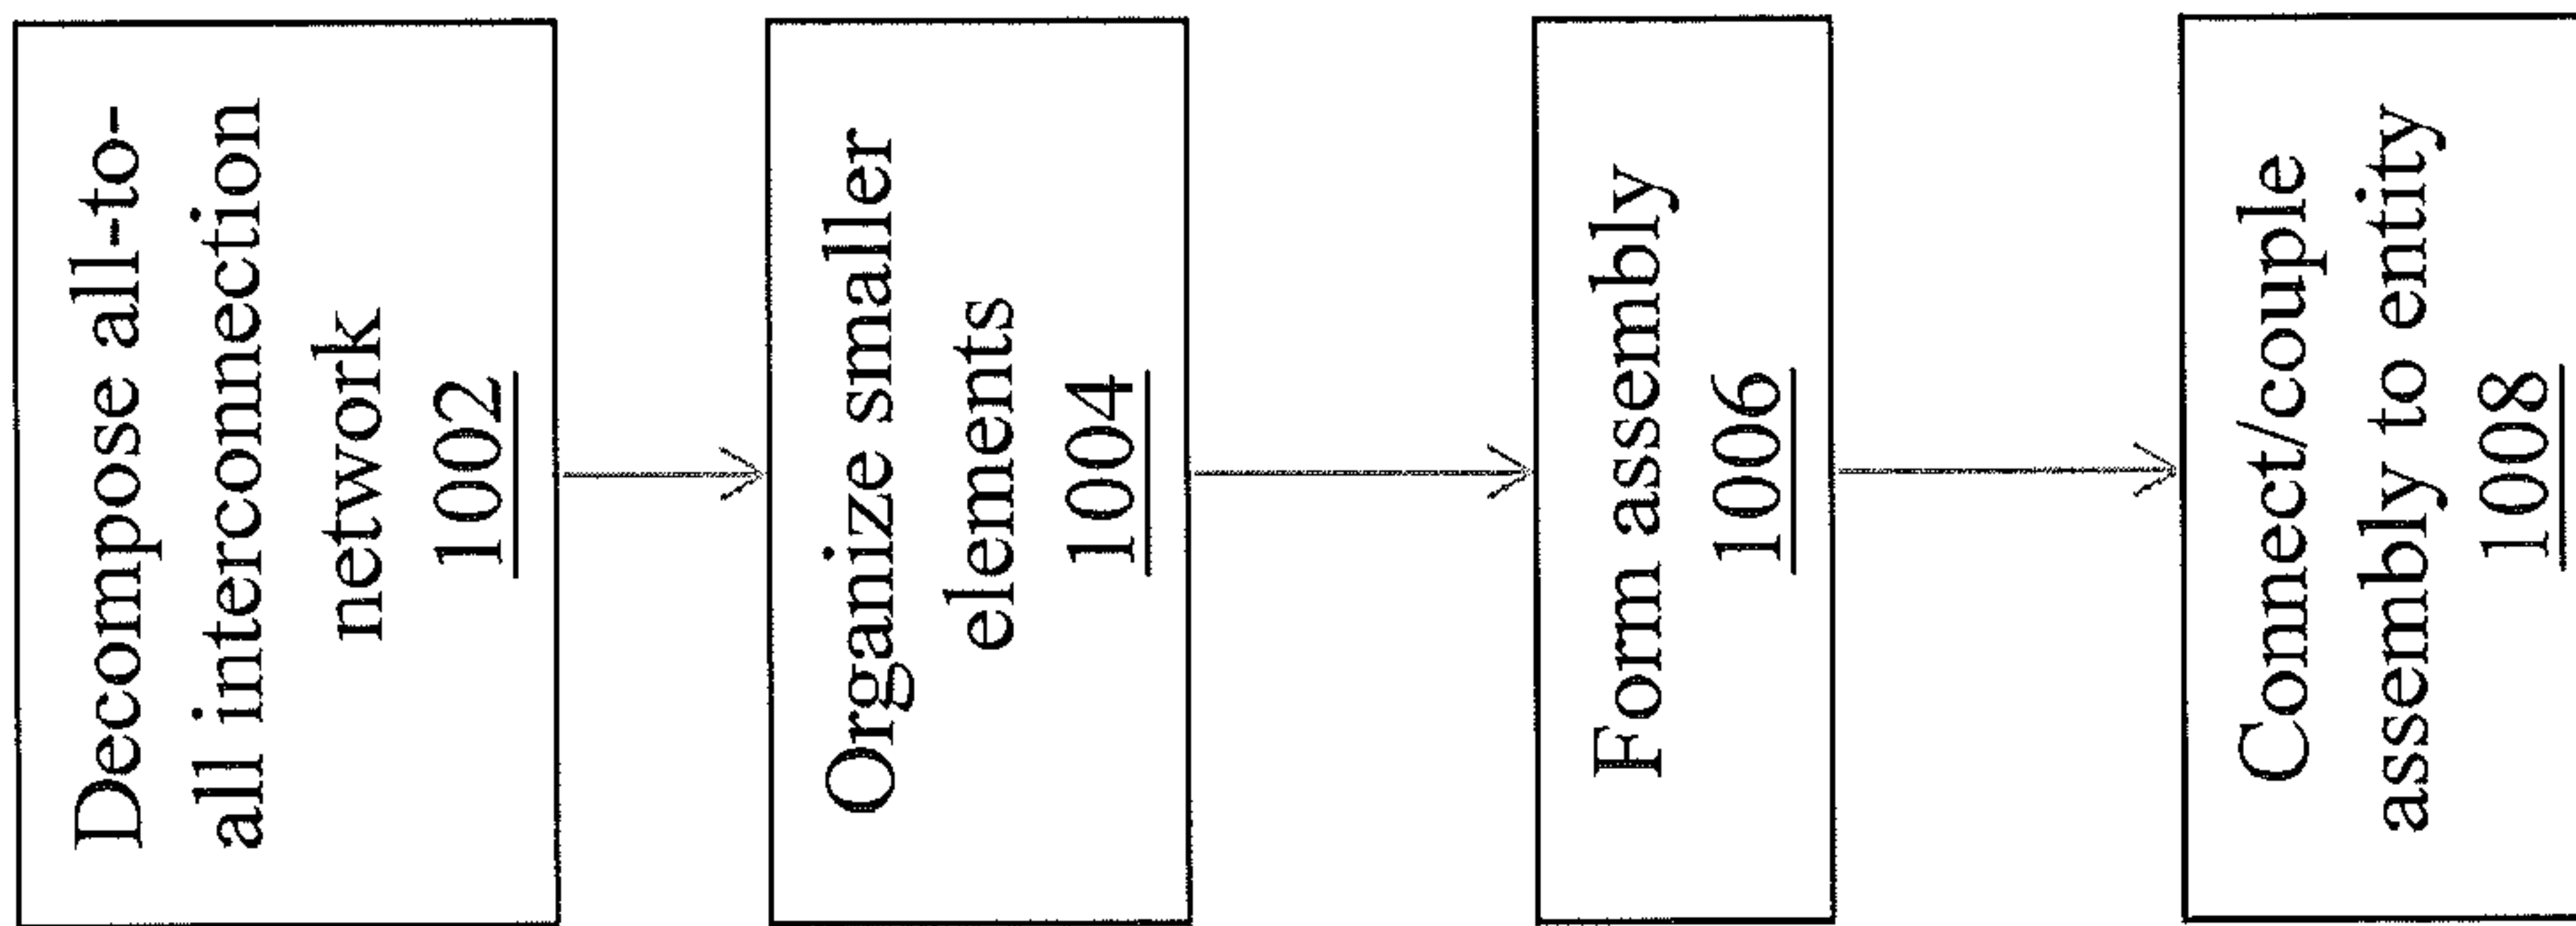 Decompose all-to-
all interconnection
network
1002
Organize smaller
elements
1004
Form assembly
1006
Connect/couple
assembly to entity
1008